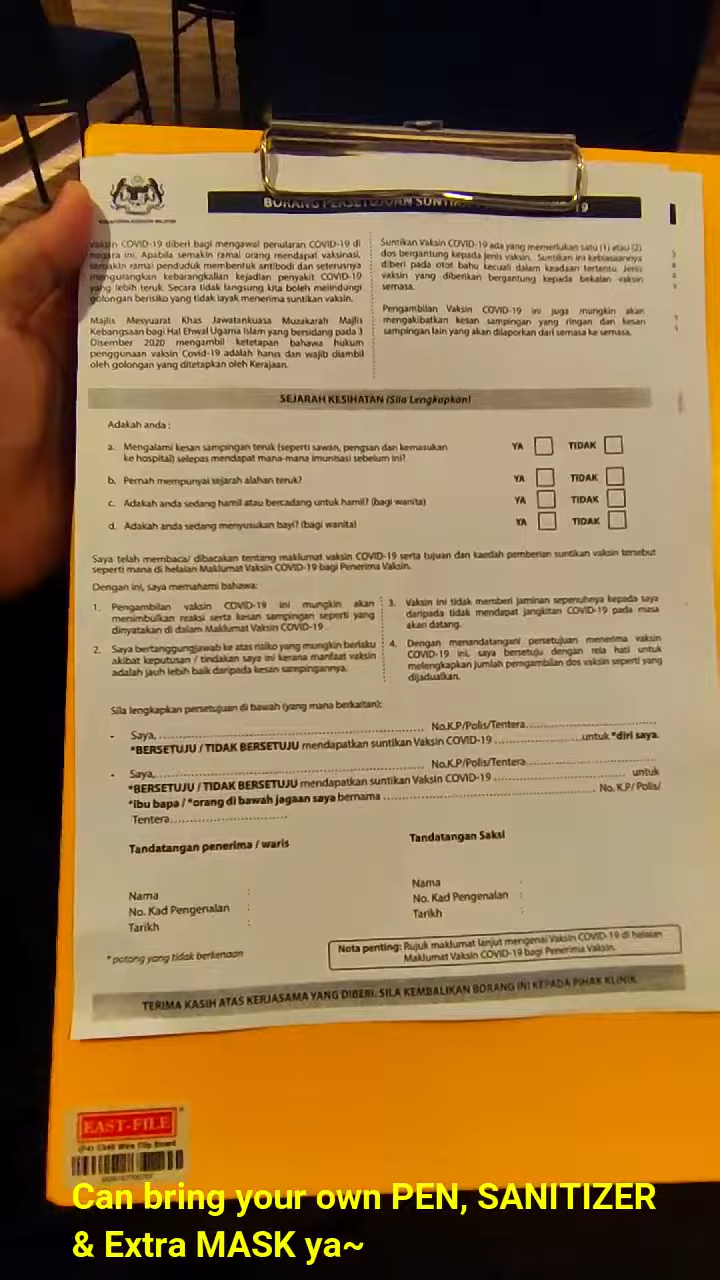 BORANG PERSETUJUAN SUNTIKAN 19
Vaksin COVID-19 diberi bagi mengawal penularan COVID-19 di
negara ini. Apabila semakin ramai orang mendapat vaksinasi,
semakin ramai penduduk membentuk antibodi dan seterusnya
mengurangkan kebarangkalian kejadian penyakit COVID-19
yang lebih teruk. Secara tidak langsung kita boleh melindungi
golongan berisiko yang tidak layak menerima suntikan vaksin.
Majlis Mesyuarat Khas Jawatankuasa Muzakarah Majlis
Kebangsaan bagi Hal Ehwal Ugama Islam yang bersidang pada 3
Disember 2020 mengambil ketetapan bahawa hukum
penggunaan vaksin Covid-19 adalah harus dan wajib diambil
oleh golongan yang ditetapkan oleh Kerajaan.
Suntikan Vaksin COVID-19 ada yang memerlukan satu (1) atau (2)
dos bergantung kepada jenis vaksin. Suntikan ini kebiasaannya
diberi pada otot bahu kecuali dalam keadaan tertentu. Jenis
vaksin yang diberikan bergantung kepada bekalan vaksin
semasa.
Pengambilan Vaksin COVID-19 ini juga mungkin akan
mengakibatkan kesan sampingan yang ringan dan kesan
sampingan lain yang akan dilaporkan dari semasa ke semasa.
SEJARAH KESIHATAN (Sila Lengkapkan)
Adakah anda :
a. Mengalami kesan sampingan teruk (seperti sawan, pengsan dan kemasukan YA TIDAK
ke hospital) selepas mendapat mana-mana imunisasi sebelum ini?
b. Pernah mempunyai sejarah alahan teruk? YA TIDAK
c. Adakah anda sedang hamil atau bercadang untuk hamil? (bagi wanita) YA TIDAK
d. Adakah anda sedang menyusukan bayi? (bagi wanita) YA TIDAK
Saya telah membaca/ dibacakan tentang maklumat vaksin COVID-19 serta tujuan dan kaedah pemberian suntikan vaksin tersebut
seperti mana di helaian Maklumat Vaksin COVID-19 bagi Penerima Vaksin.
Dengan ini, saya memahami bahawa:
1. Pengambilan vaksin COVID-19 ini mungkin akan
menimbulkan reaksi serta kesan sampingan seperti yang
dinyatakan di dalam Maklumat Vaksin COVID-19
2. Saya bertanggungjawab ke atas risiko yang mungkin berlaku
akibat keputusan / tindakan saya ini kerana manfaat vaksin
adalah jauh lebih baik daripada kesan sampingannya.
3. Vaksin ini tidak memberi jaminan sepenuhnya kepada saya
daripada tidak mendapat jangkitan COVID-19 pada masa
akan datang.
4. Dengan menandatangani persetujuan menerima vaksin
COVID-19 ini, saya bersetuju dengan rela hati untuk
melengkapkan jumlah pengambilan dos vaksin seperti yang
dijadualkan.
Sila lengkapkan persetujuan di bawah (yang mana berkaitan):
- Saya, ............................ No.K.P/Polis/Tentera............................
*BERSETUJU / TIDAK BERSETUJU mendapatkan suntikan Vaksin COVID-19 ............................untuk *diri saya.
- Saya,............................ No.K.P/Polis/Tentera............................
*BERSETUJU / TIDAK BERSETUJU mendapatkan suntikan Vaksin COVID-19 ............................ untuk
*ibu bapa / *orang di bawah jagaan saya bernama ............................ No. K.P/ Polis/
Tentera............................
Tandatangan penerima / waris Tandatangan Saksi
Nama : Nama :
No. Kad Pengenalan : No. Kad Pengenalan :
Tarikh : Tarikh :
*potong yang tidak berkenaan
Nota penting: Rujuk maklumat lanjut mengenai Vaksin COVID-19 di helaian
Maklumat Vaksin COVID-19 bagi Penerima Vaksin.
TERIMA KASIH ATAS KERJASAMA YANG DIBERI. SILA KEMBALIKAN BORANG INI KEPADA PIHAK KLINIK.
EAST-FILE
Can bring your own PEN, SANITIZER
& Extra MASK ya~